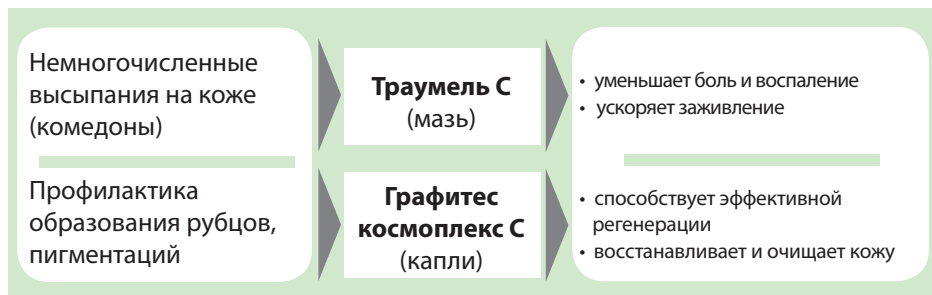 Немногочисленные
высыпания на коже
(комедоны)
Траумель С
(мазь)
• уменьшает боль и воспаление
• ускоряет заживление
Профилактика
образования рубцов,
пигментаций
Графитес
космоплекс С
(капли)
• способствует эффективной
регенерации
• восстанавливает и очищает кожу